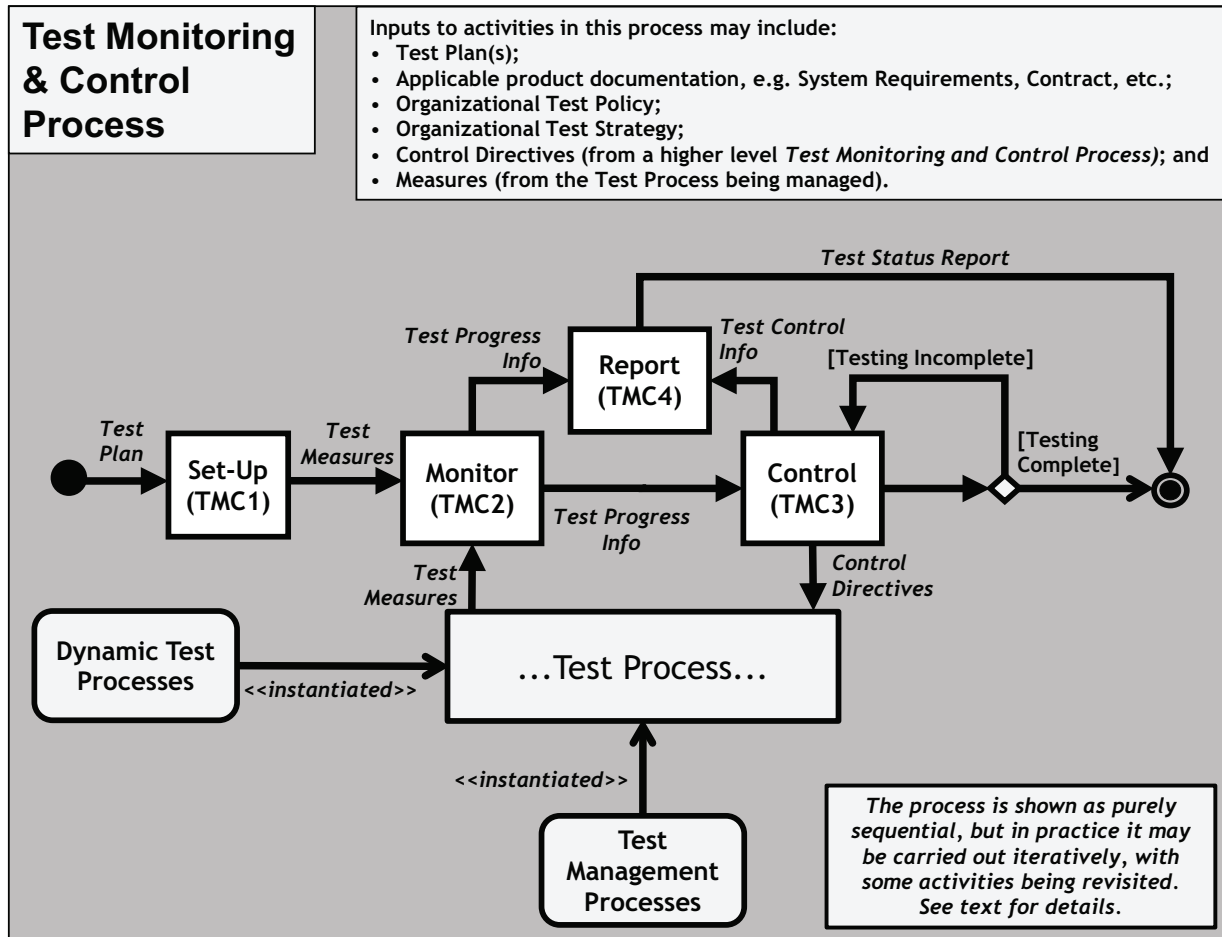 Test Monitoring
& Control
Process
Inputs to activities in this process may include:
• Test Plan(s);
• Applicable product documentation, e.g. System Requirements, Contract, etc.;
• Organizational Test Policy;
• Organizational Test Strategy;
• Control Directives (from a higher level Test Monitoring and Control Process); and
• Measures (from the Test Process being managed).
Test Status Report
Test Progress
Info
Report
(TMC4)
Test Control
Info
[Testing Incomplete]
Test
Plan
Set-Up
(TMC1)
Test
Measures
Monitor
(TMC2)
Test Progress
Info
Control
(TMC3)
[Testing
Complete]
Test
Measures
Control
Directives
Dynamic Test
Processes
<<instantiated>>
...Test Process...
<<instantiated>>
Test
Management
Processes
The process is shown as purely
sequential, but in practice it may
be carried out iteratively, with
some activities being revisited.
See text for details.